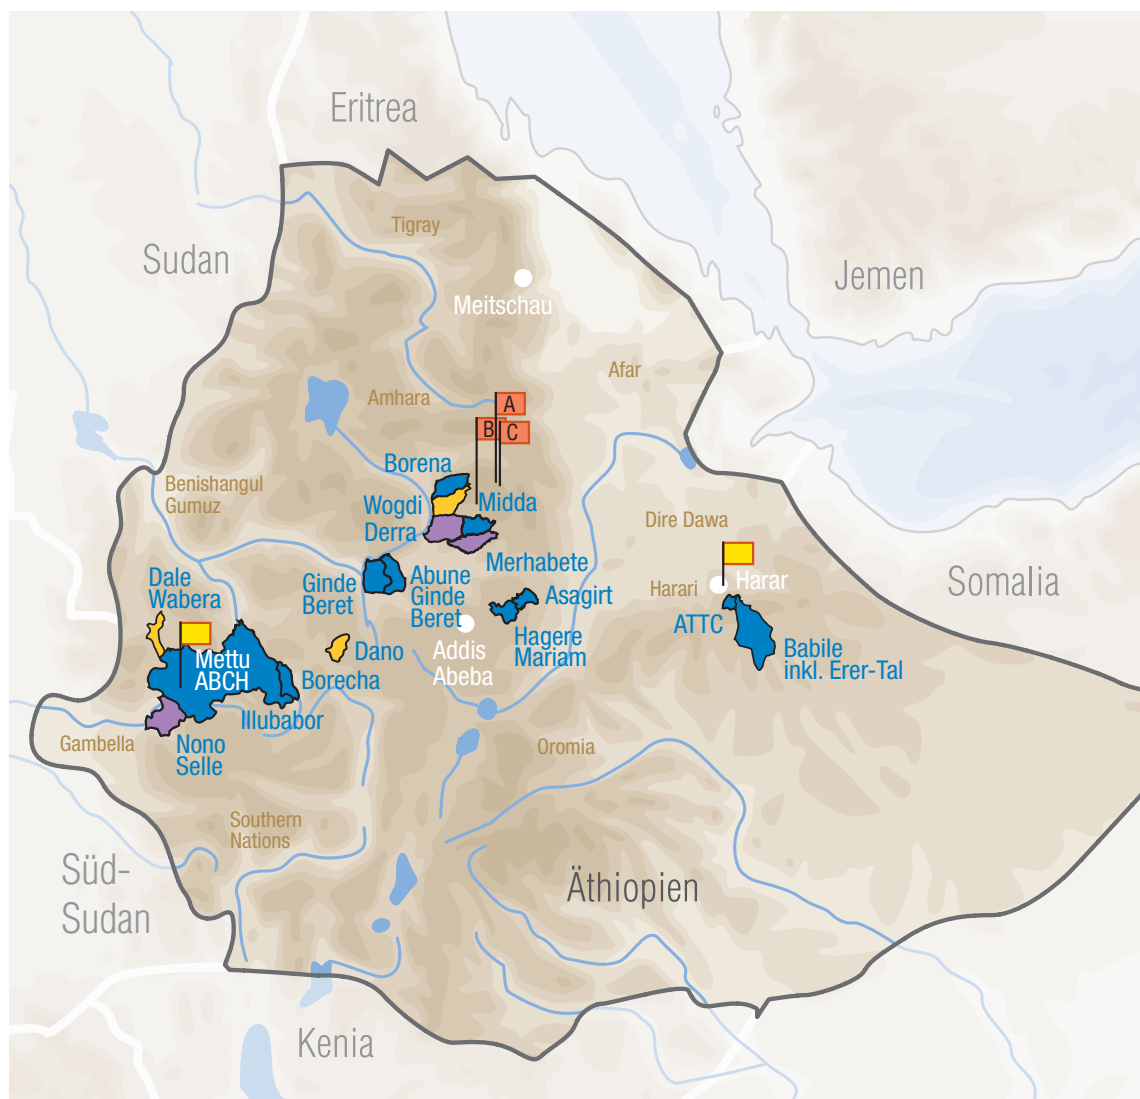 Eritrea
Tigray
Sudan
Jemen
Meitschau
Afar
Amhara
A
B
C
Borena
Benishangul
Gumuz
Wogdi
Midda
Derra
Dire Dawa
Merhabete
Dale
Wabera
Ginde
Beret
Abune
Ginde
Beret
Asagirt
Harari
Harar
Somalia
ATTC
Hagere
Mariam
Addis
Abeba
Dano
Mettu
ABCH
Borecha
Babile
inkl. Erer-Tal
Illubabor
Gambella
Nono
Selle
Oromia
Southern
Nations
Süd-
Sudan
Äthiopien
Kenia